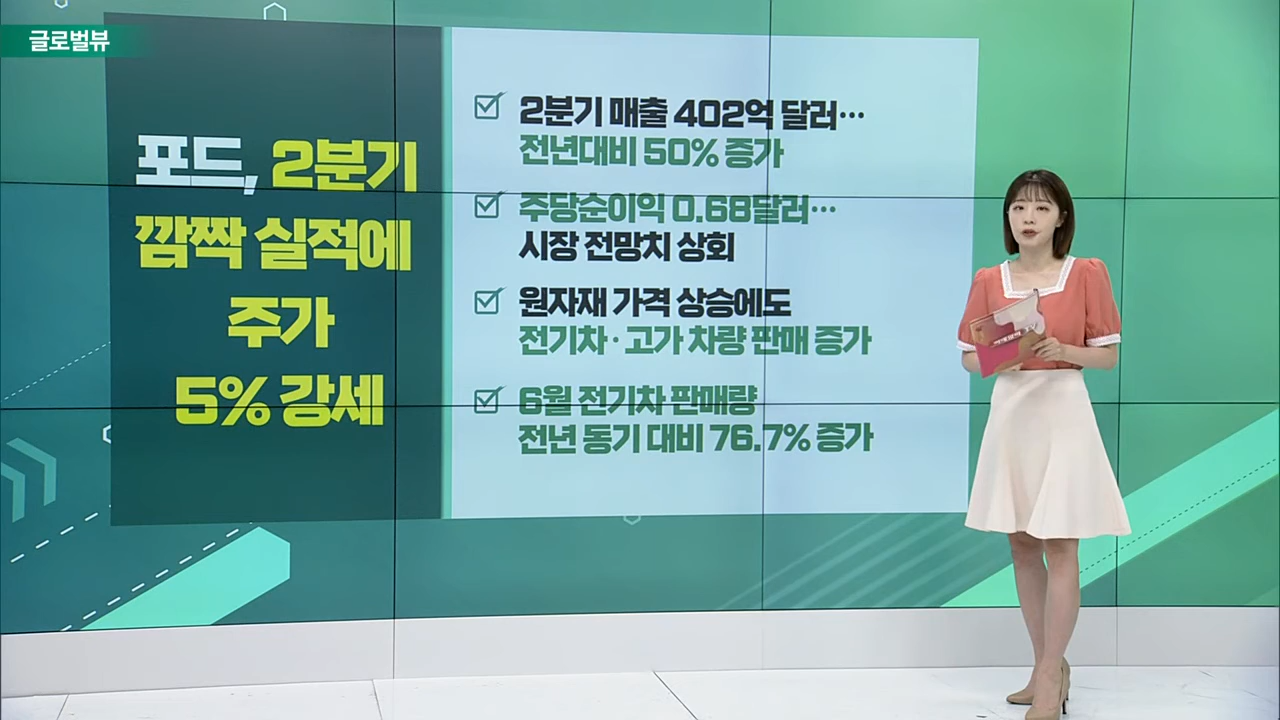 글로벌뷰
포드, 2분기
깜짝 실적에
주가
5% 강세
2분기 매출 402억 달러…
전년대비 50% 증가
주당순이익 0.68달러…
시장 전망치 상회
원자재 가격 상승에도
전기차·고가 차량 판매 증가
6월 전기차 판매량
전년 동기 대비 76.7% 증가